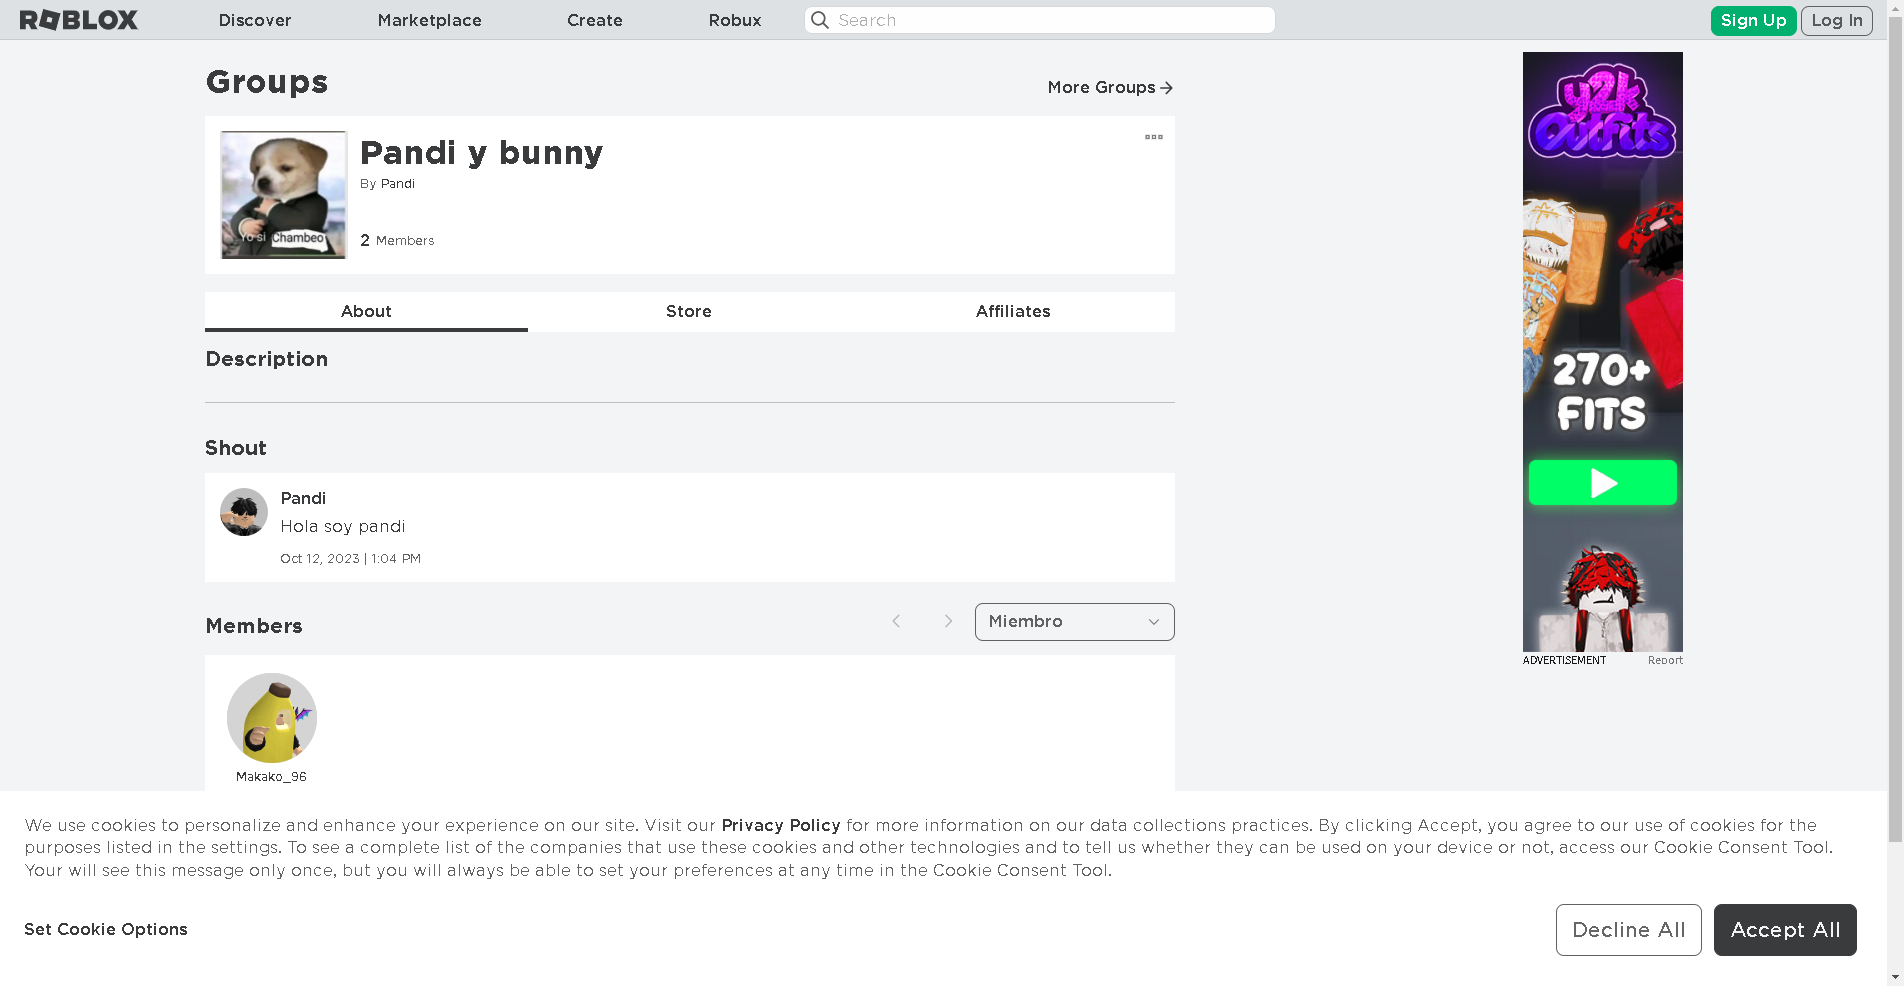 ROBLOX
Discover
Marketplace
Create
Robux
Search
Sign Up
Log In
Groups
More Groups
Pandi y bunny
By Pandi
Yo si Chambeo
2 Members
About
Store
Affiliates
Description
Shout
Pandi
Hola soy pandi
Oct 12, 2023 | 1:04 PM
Members
Miembro
Makako_96
y2k
Outfits
270+
FITS
ADVERTISEMENT
Report
We use cookies to personalize and enhance your experience on our site. Visit our Privacy Policy for more information on our data collections practices. By clicking Accept, you agree to our use of cookies for the
purposes listed in the settings. To see a complete list of the companies that use these cookies and other technologies and to tell us whether they can be used on your device or not, access our Cookie Consent Tool.
Your will see this message only once, but you will always be able to set your preferences at any time in the Cookie Consent Tool.
Set Cookie Options
Decline All
Accept All